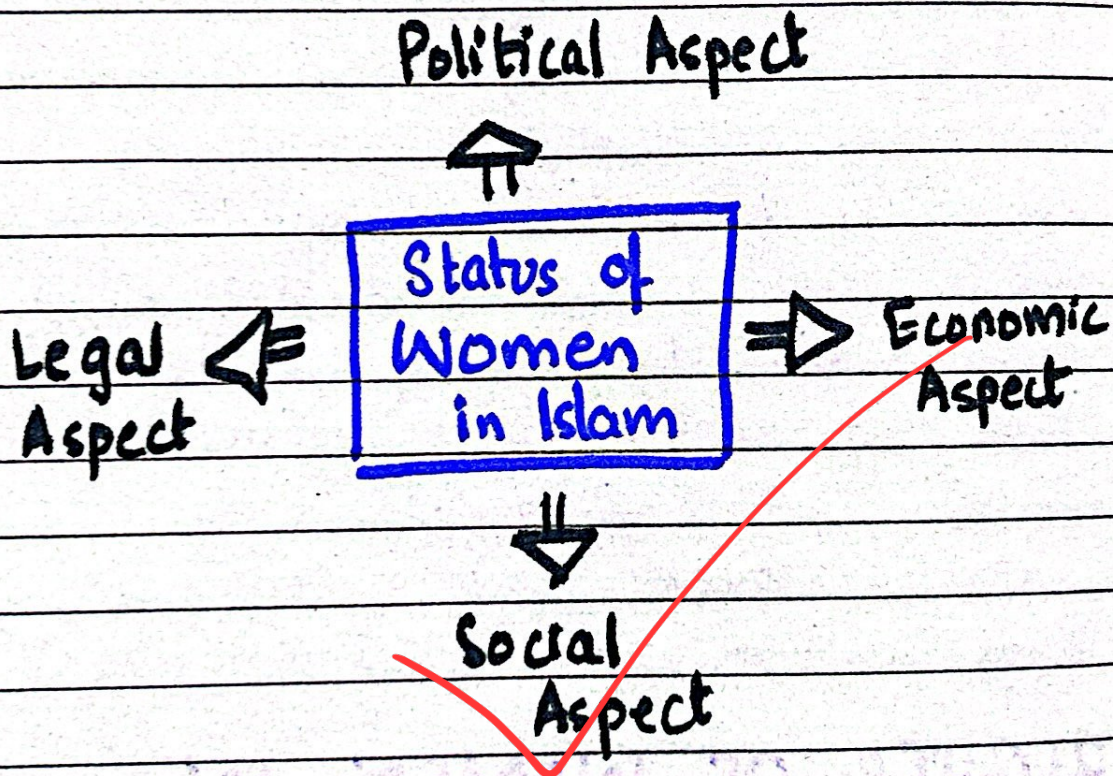 Political Aspect
Status of
Women
in Islam
Legal
Aspect
Economic
Aspect
Social
Aspect